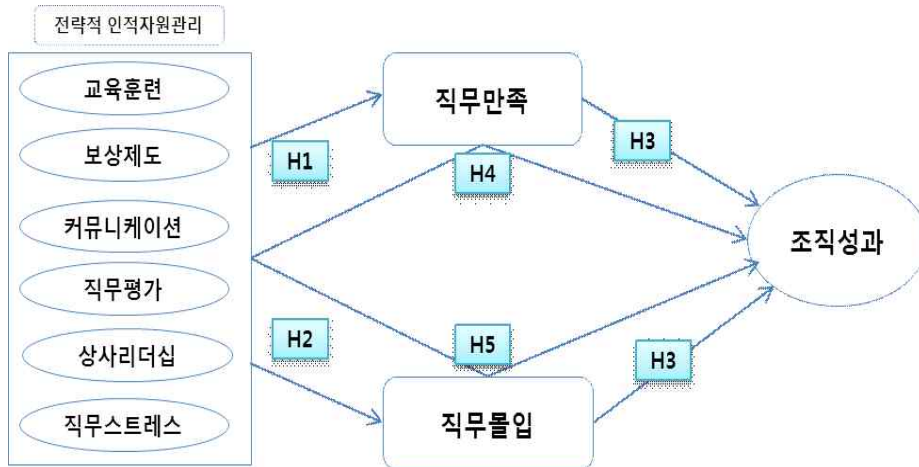 전략적 인적자원관리
교육훈련
보상제도
커뮤니케이션
직무평가
상사리더십
직무스트레스
H1
H2
직무만족
H4
H5
직무몰입
H3
H3
조직성과